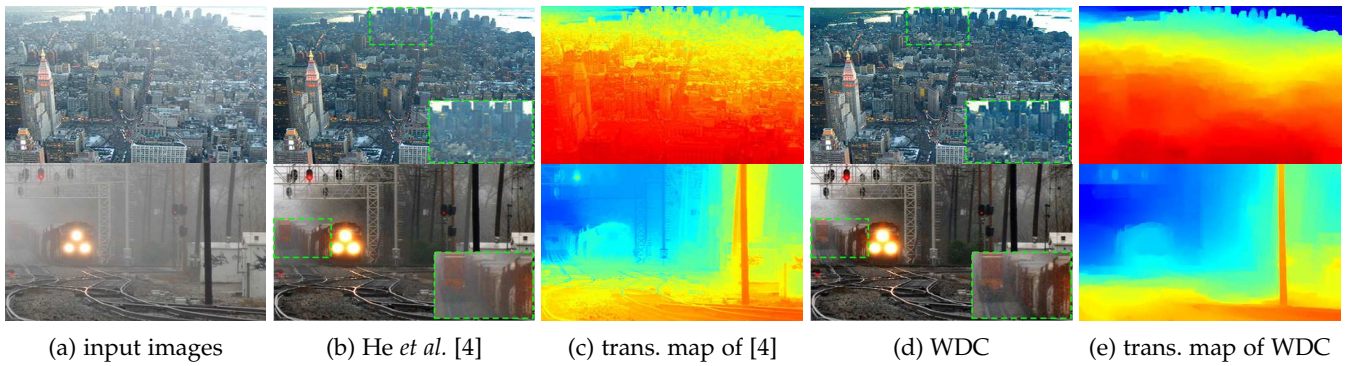 (a) input images
(b) He et al. [4]
(c) trans. map of [4]
(d) WDC
(e) trans. map of WDC